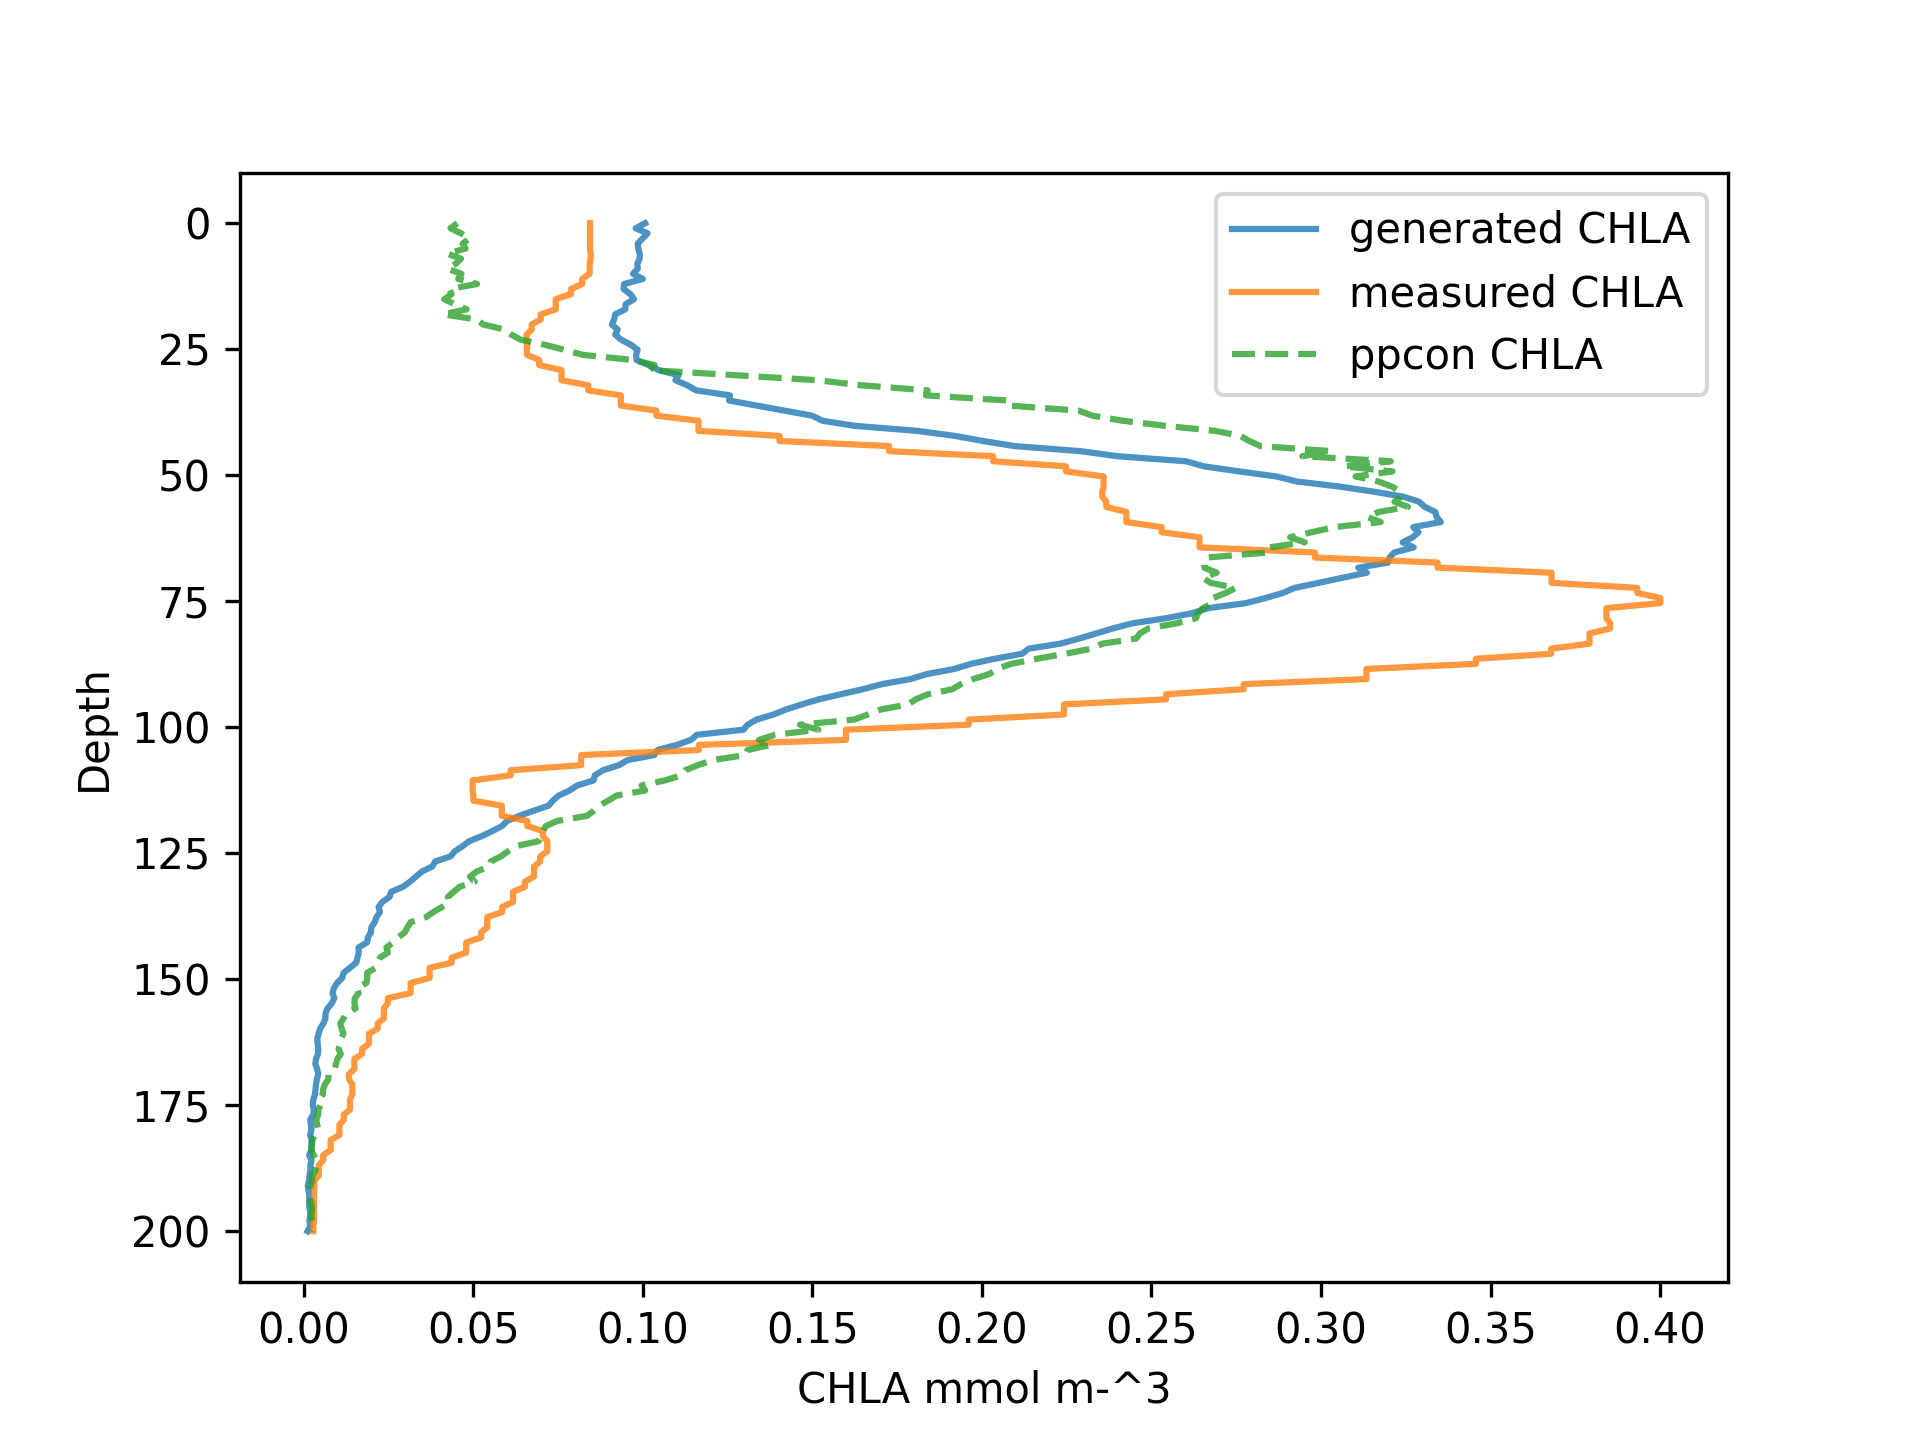 generated CHLA
measured CHLA
ppcon CHLA
0
25
50
75
100
125
150
175
200
Depth
0.00 0.05 0.10 0.15 0.20 0.25 0.30 0.35 0.40
CHLA mmol m-^3